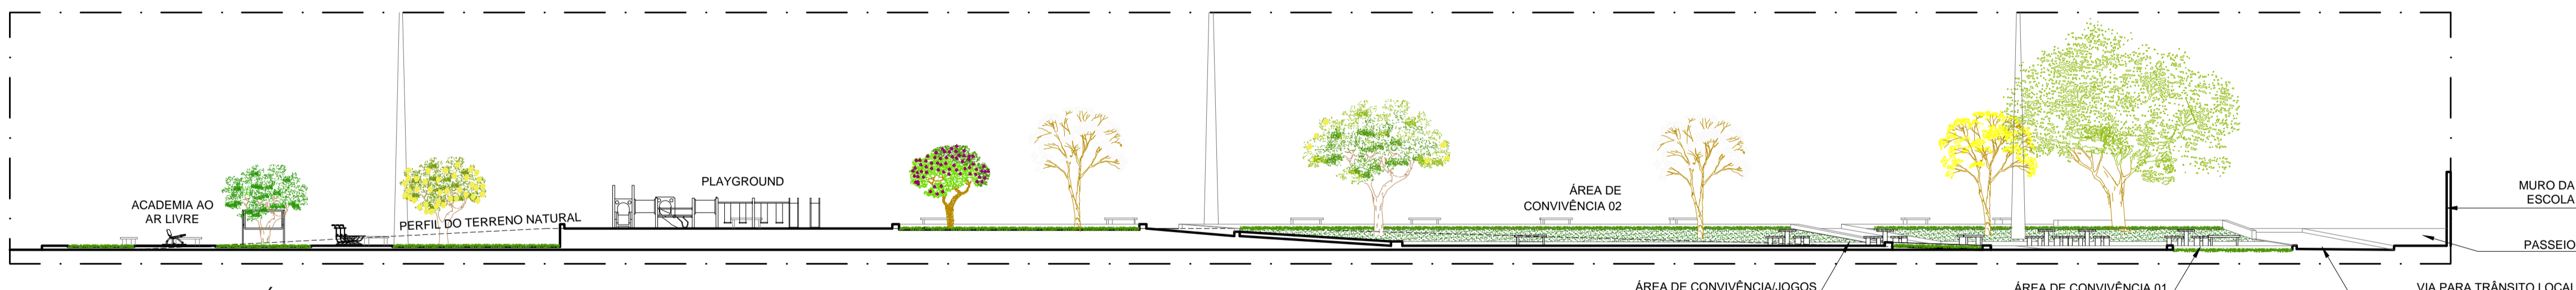 ACADEMIA AO
AR LIVRE
PERFIL DO TERRENO NATURAL
PLAYGROUND
ÁREA DE
CONVIVÊNCIA 02
MURO DA
ESCOLA
PASSEIO
ÁREA DE CONVIVÊNCIA/JOGOS
ÁREA DE CONVIVÊNCIA 01
VIA PARA TRÂNSITO LOCAL